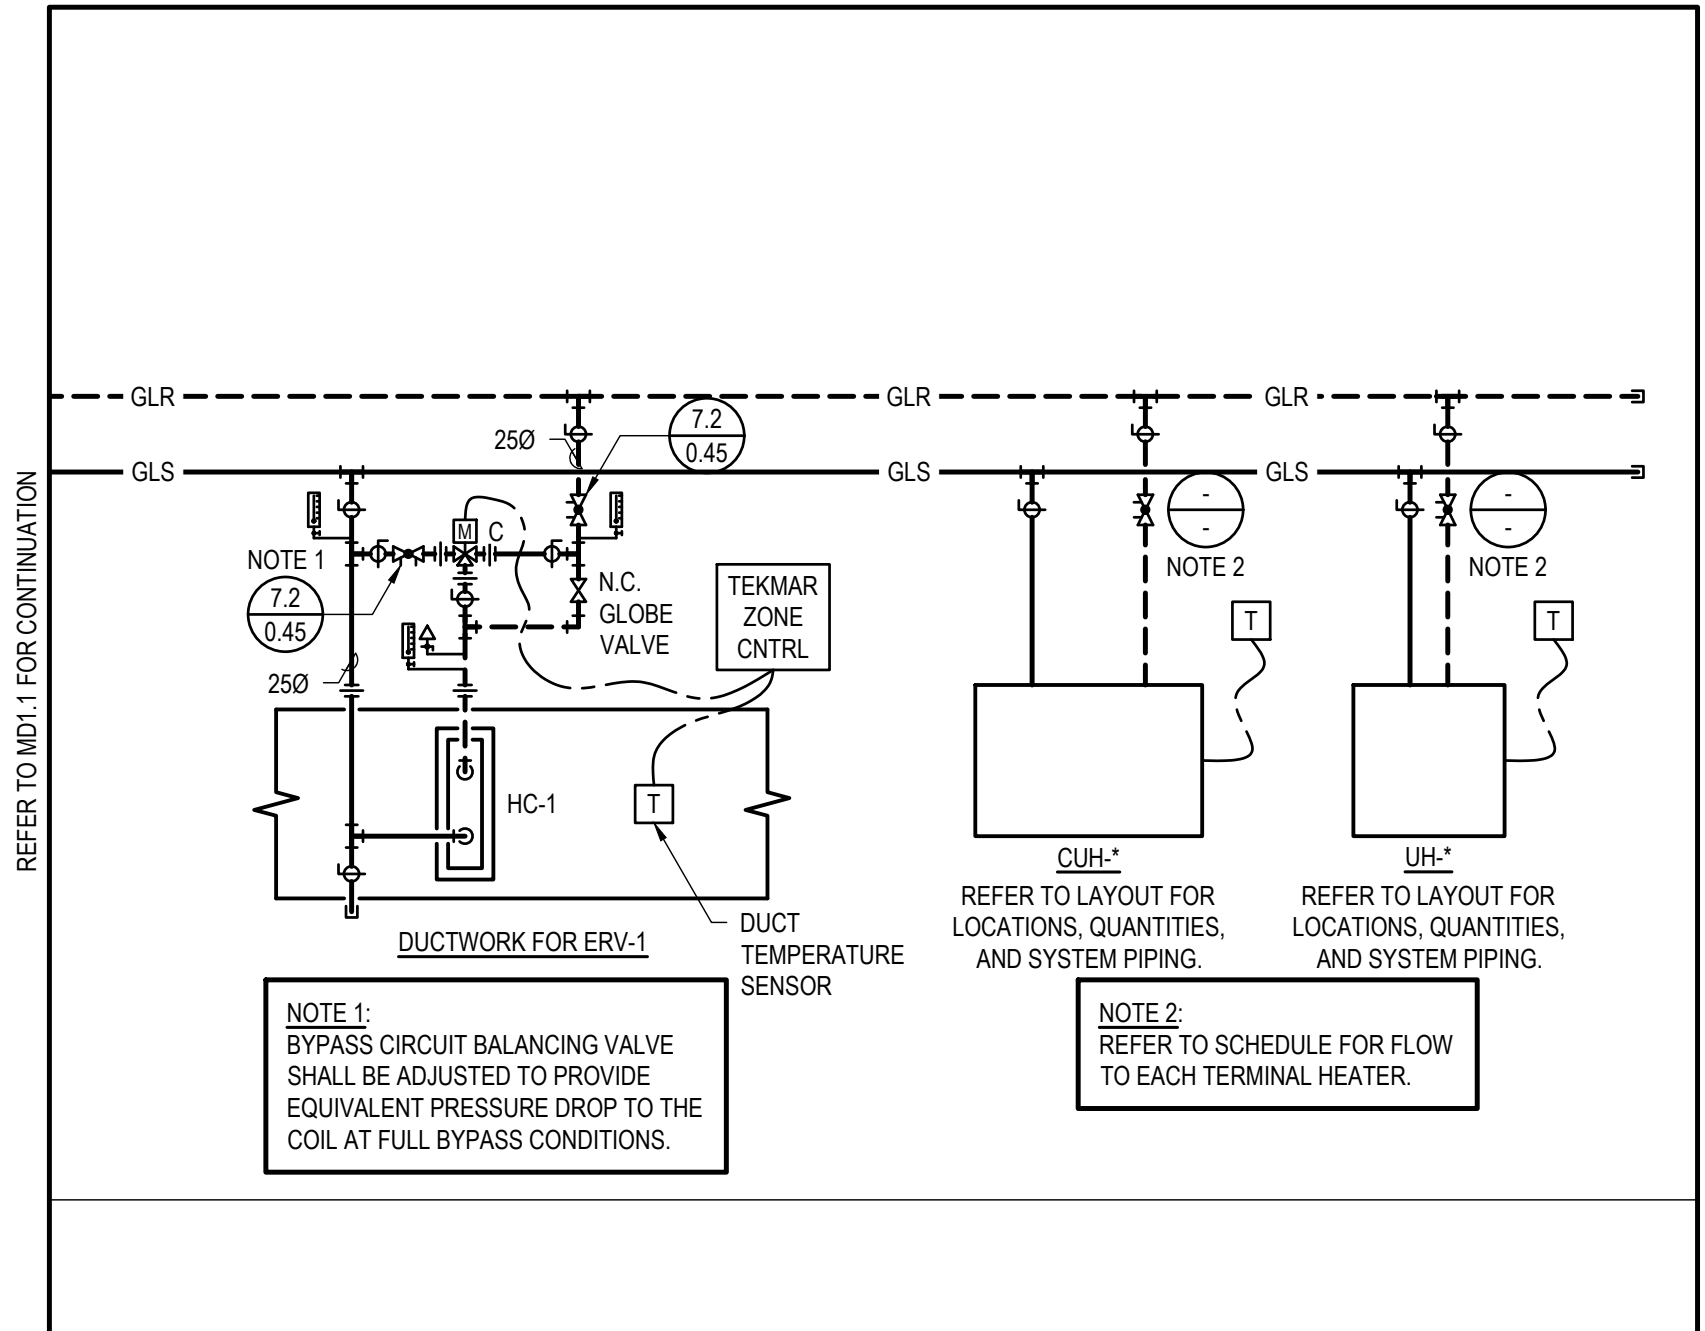 REFER TO MD1.1 FOR CONTINUATION
GLR
GLR
GLR
7.2
0.45
25Ø
GLS
GLS
GLS
M
C
-
-
NOTE 2
-
-
NOTE 2
NOTE 1
7.2
0.45
N.C.
GLOBE
VALVE
TEKMAR
ZONE
CNTRL
T
T
25Ø
HC-1
T
CUH-*
REFER TO LAYOUT FOR
LOCATIONS, QUANTITIES,
AND SYSTEM PIPING.
UH-*
REFER TO LAYOUT FOR
LOCATIONS, QUANTITIES,
AND SYSTEM PIPING.
DUCTWORK FOR ERV-1
DUCT
TEMPERATURE
SENSOR
NOTE 1:
BYPASS CIRCUIT BALANCING VALVE
SHALL BE ADJUSTED TO PROVIDE
EQUIVALENT PRESSURE DROP TO THE
COIL AT FULL BYPASS CONDITIONS.
NOTE 2:
REFER TO SCHEDULE FOR FLOW
TO EACH TERMINAL HEATER.